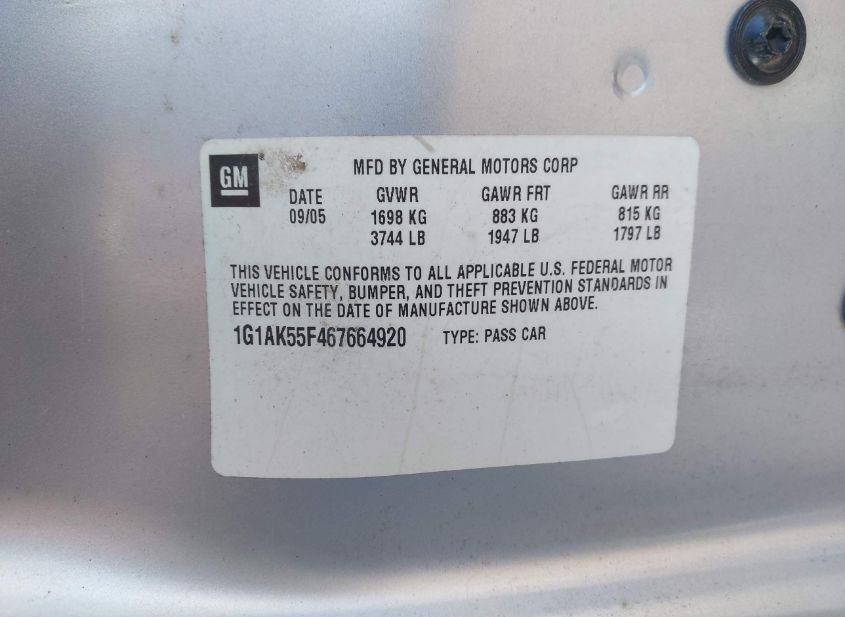 GM
MFD BY GENERAL MOTORS CORP
DATE GVWR GAWR FRT GAWR RR
09/05 1698 KG 883 KG 815 KG
3744 LB 1947 LB 1797 LB
THIS VEHICLE CONFORMS TO ALL APPLICABLE U.S. FEDERAL MOTOR
VEHICLE SAFETY, BUMPER, AND THEFT PREVENTION STANDARDS IN
EFFECT ON THE DATE OF MANUFACTURE SHOWN ABOVE.
1G1AK55F467664920 TYPE: PASS CAR